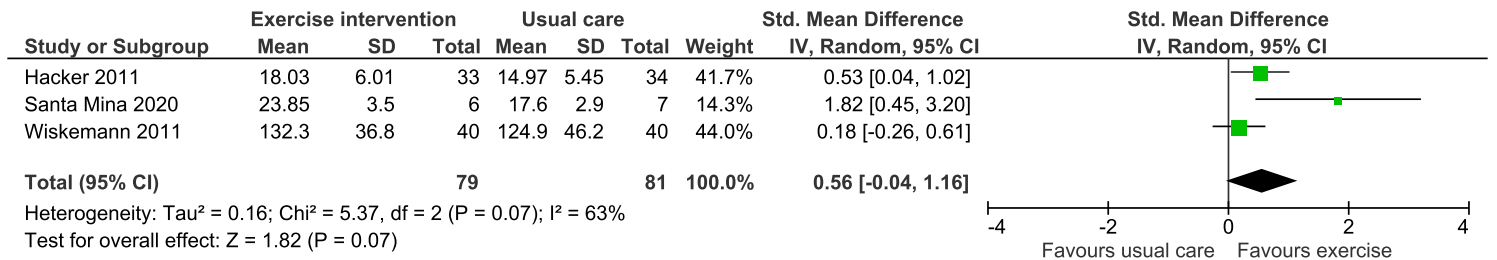 Exercise intervention Usual care Std. Mean Difference Std. Mean Difference
Study or Subgroup Mean SD Total Mean SD Total Weight IV, Random, 95% CI IV, Random, 95% CI
Hacker 2011 18.03 6.01 33 14.97 5.45 34 41.7% 0.53 [0.04, 1.02]
Santa Mina 2020 23.85 3.5 6 17.6 2.9 7 14.3% 1.82 [0.45, 3.20]
Wiskemann 2011 132.3 36.8 40 124.9 46.2 40 44.0% 0.18 [-0.26, 0.61]
Total (95% CI) 79 81 100.0% 0.56 [-0.04, 1.16]
Heterogeneity: Tau² = 0.16; Chi² = 5.37, df = 2 (P = 0.07); I² = 63%
Test for overall effect: Z = 1.82 (P = 0.07)
-4 -2 0 2 4
Favours usual care Favours exercise